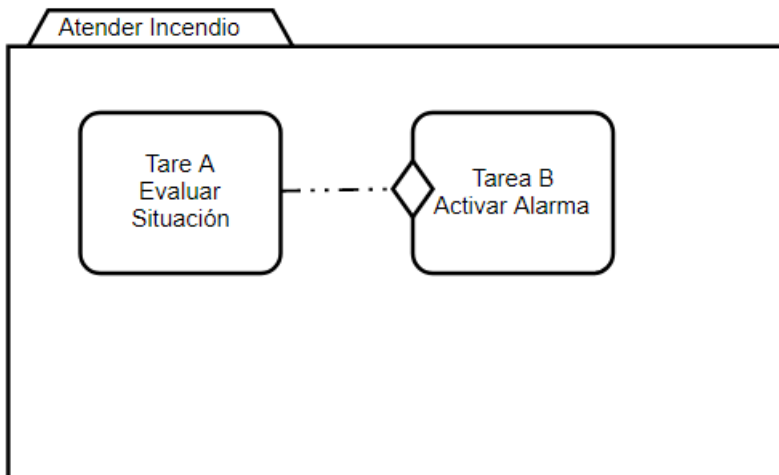 Atender Incendio
Tare A
Evaluar
Situación
Tarea B
Activar Alarma